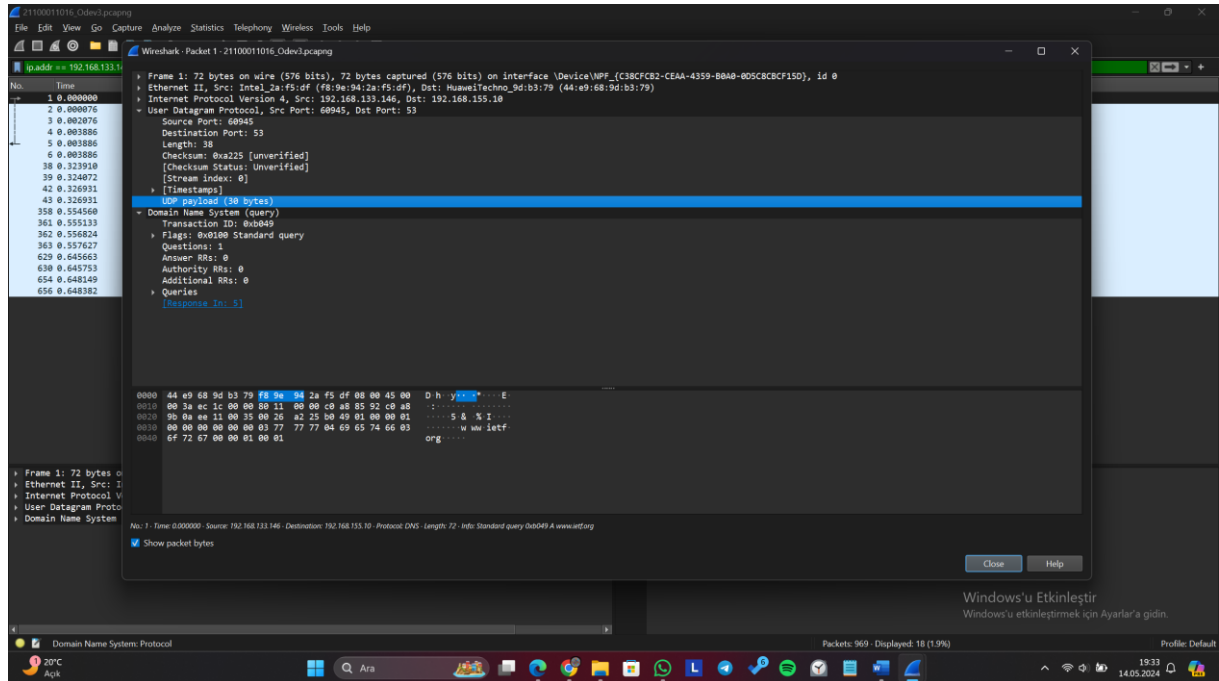 21100011016_Odev3.pcapng
File Edit View Go Capture Analyze Statistics Telephony Wireless Tools Help
Wireshark · Packet 1 · 21100011016_Odev3.pcapng
ip.addr == 192.168.133.14
No. Time
1 0.000000
2 0.000076
3 0.002076
4 0.003886
5 0.003886
6 0.003886
38 0.323910
39 0.324072
42 0.326931
43 0.326931
358 0.554560
361 0.555133
362 0.556824
363 0.557627
629 0.645663
630 0.645753
654 0.648149
656 0.648382
Frame 1: 72 bytes on wire (576 bits), 72 bytes captured (576 bits) on interface \Device\NPF_{C38CFCB2-CEAA-4359-B0A0-0D5C8CBCF15D}, id 0
Ethernet II, Src: Intel_2a:f5:df (f8:9e:94:2a:f5:df), Dst: HuaweiTechno_9d:b3:79 (44:e9:68:9d:b3:79)
Internet Protocol Version 4, Src: 192.168.133.146, Dst: 192.168.155.10
User Datagram Protocol, Src Port: 60945, Dst Port: 53
Source Port: 60945
Destination Port: 53
Length: 38
Checksum: 0xa225 [unverified]
[Checksum Status: Unverified]
[Stream index: 0]
[Timestamps]
UDP payload (30 bytes)
Domain Name System (query)
Transaction ID: 0xb049
Flags: 0x0100 Standard query
Questions: 1
Answer RRs: 0
Authority RRs: 0
Additional RRs: 0
Queries
[Response In: 5]
0000 44 e9 68 9d b3 79 f8 9e 94 2a f5 df 08 00 45 00 D·h··y····*····E·
0010 00 3a ec 1c 00 00 80 11 00 00 c0 a8 85 92 c0 a8 ·:··············
0020 9b 0a ee 11 00 35 00 26 a2 25 b0 49 01 00 00 01 ·····5·&·%·I····
0030 00 00 00 00 00 00 03 77 77 77 04 69 65 74 66 03 ·······w ww·ietf·
0040 6f 72 67 00 00 01 00 01 org·····
Frame 1: 72 bytes o
Ethernet II, Src: I
Internet Protocol V
User Datagram Proto
Domain Name System
No.: 1 · Time: 0.000000 · Source: 192.168.133.146 · Destination: 192.168.155.10 · Protocol: DNS · Length: 72 · Info: Standard query 0xb049 A www.ietf.org
Show packet bytes
Close Help
Windows'u Etkinleştir
Windows'u etkinleştirmek için Ayarlar'a gidin.
Domain Name System: Protocol Packets: 969 · Displayed: 18 (1.9%) Profile: Default
1 20°C
Açık
Ara
19:33
14.05.2024